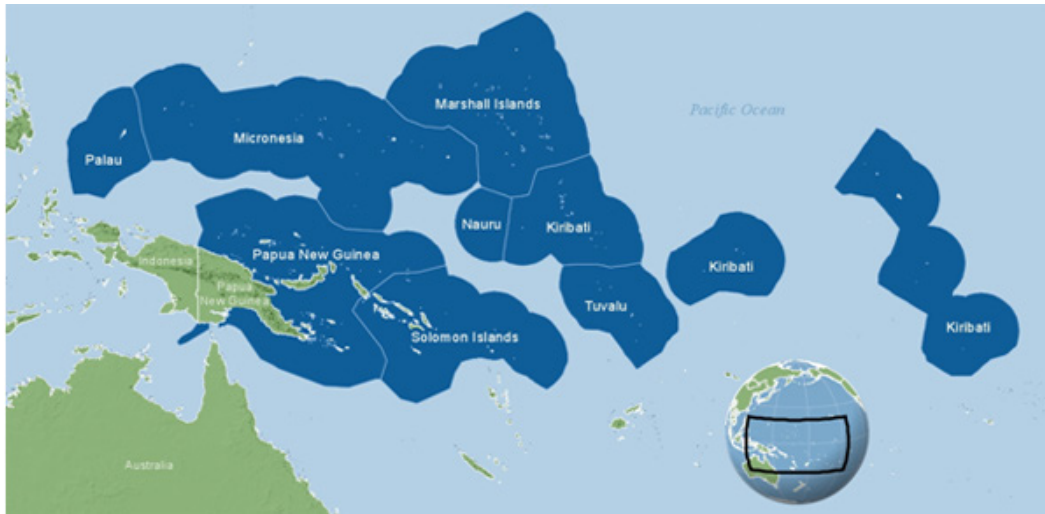 Marshall Islands
Pacific Ocean
Micronesia
Palau
Nauru
Kiribati
Papua New Guinea
Indonesia
Kiribati
Papua
New Guinea
Tuvalu
Solomon Islands
Kiribati
Australia